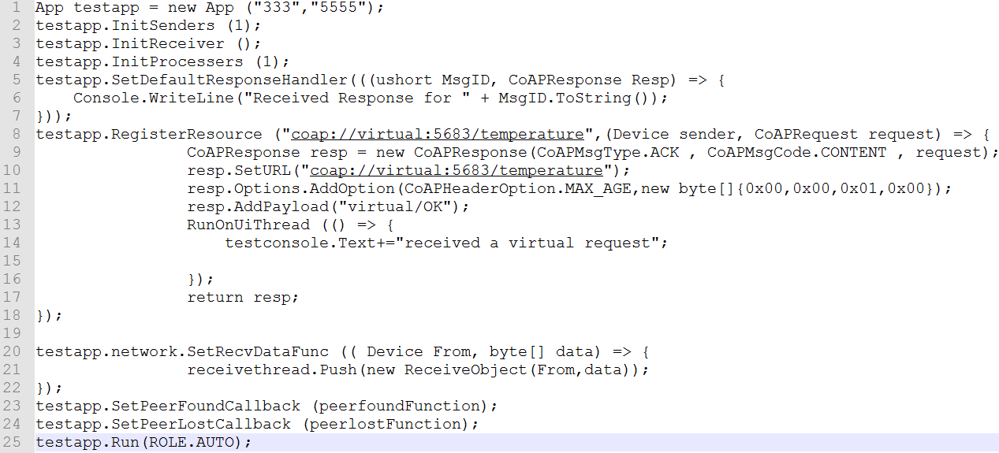 1 App testapp = new App ("333","5555");
2 testapp.InitSenders (1);
3 testapp.InitReceiver ();
4 testapp.InitProcessers (1);
5 testapp.SetDefaultResponseHandler(((ushort MsgID, CoAPResponse Resp) => {
6     Console.WriteLine("Received Response for " + MsgID.ToString());
7 }));
8 testapp.RegisterResource ("coap://virtual:5683/temperature",(Device sender, CoAPRequest request) => {
9                 CoAPResponse resp = new CoAPResponse(CoAPMsgType.ACK , CoAPMsgCode.CONTENT , request);
10                 resp.SetURL("coap://virtual:5683/temperature");
11                 resp.Options.AddOption(CoAPHeaderOption.MAX_AGE,new byte[]{0x00,0x00,0x01,0x00});
12                 resp.AddPayload("virtual/OK");
13                 RunOnUiThread (() => {
14                     testconsole.Text+="received a virtual request";
15
16                 });
17                 return resp;
18 });
19
20 testapp.network.SetRecvDataFunc (( Device From, byte[] data) => {
21                 receivethread.Push(new ReceiveObject(From,data));
22 });
23 testapp.SetPeerFoundCallback (peerfoundFunction);
24 testapp.SetPeerLostCallback (peerlostFunction);
25 testapp.Run(ROLE.AUTO);